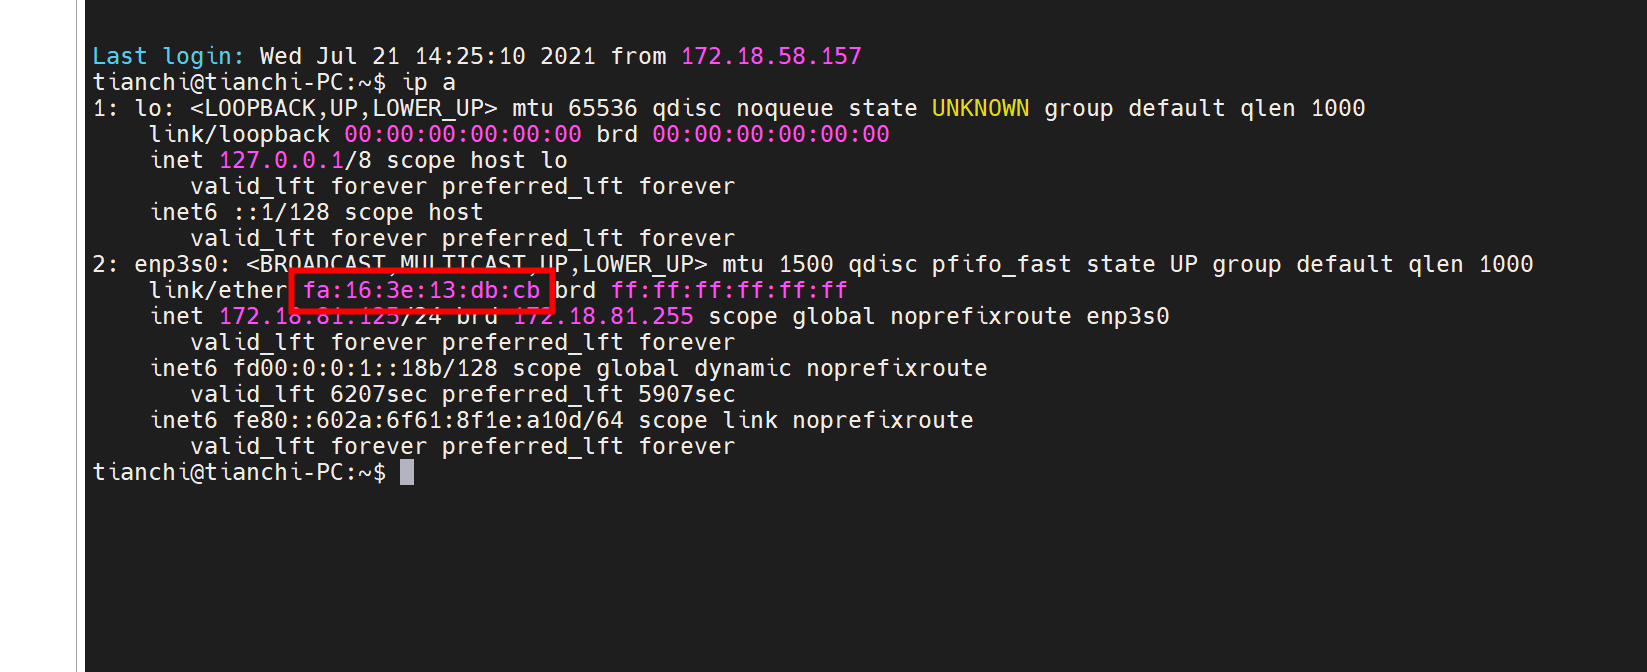 Last login: Wed Jul 21 14:25:10 2021 from 172.18.58.157
tianchi@tianchi-PC:~$ ip a
1: lo: <LOOPBACK,UP,LOWER_UP> mtu 65536 qdisc noqueue state UNKNOWN group default qlen 1000
    link/loopback 00:00:00:00:00:00 brd 00:00:00:00:00:00
    inet 127.0.0.1/8 scope host lo
       valid_lft forever preferred_lft forever
    inet6 ::1/128 scope host
       valid_lft forever preferred_lft forever
2: enp3s0: <BROADCAST,MULTICAST,UP,LOWER_UP> mtu 1500 qdisc pfifo_fast state UP group default qlen 1000
    link/ether fa:16:3e:13:db:cb brd ff:ff:ff:ff:ff:ff
    inet 172.18.81.125/24 brd 172.18.81.255 scope global noprefixroute enp3s0
       valid_lft forever preferred_lft forever
    inet6 fd00:0:0:1::18b/128 scope global dynamic noprefixroute
       valid_lft 6207sec preferred_lft 5907sec
    inet6 fe80::602a:6f61:8f1e:a10d/64 scope link noprefixroute
       valid_lft forever preferred_lft forever
tianchi@tianchi-PC:~$